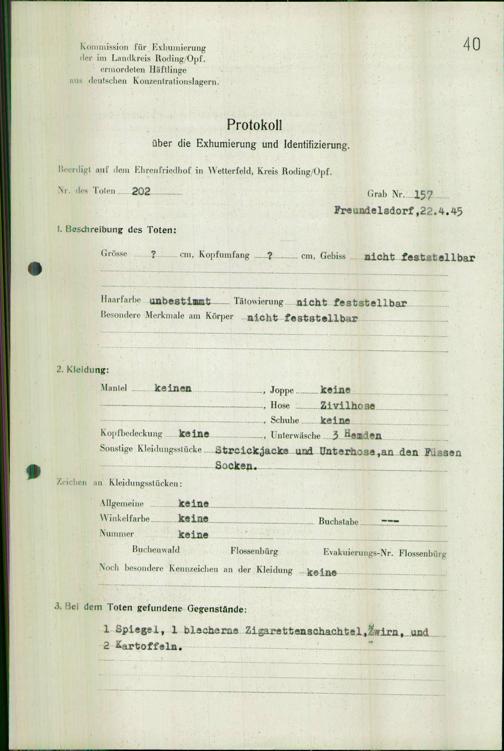 40
Kommission für Exhumierung
der im Landkreis Roding/Opf.
ermordeten Häftlinge
aus deutschen Konzentrationslagern.
Protokoll
über die Exhumierung und Identifizierung.
Beerdigt auf dem Ehrenfriedhof in Wetterfeld, Kreis Roding/Opf.
Nr. des Toten 202 Grab Nr. 157
Freundelsdorf,22.4.45
1. Beschreibung des Toten:
Grösse ? cm, Kopfumfang ? cm, Gebiss nicht feststellbar
Haarfarbe unbestimmt Tätowierung nicht feststellbar
Besondere Merkmale am Körper nicht feststellbar
2. Kleidung:
Mantel keinen , Joppe keine
, Hose Zivilhose
, Schuhe keine
Kopfbedeckung keine , Unterwäsche 3 Hemden
Sonstige Kleidungsstücke Streickjacke und Unterhose,an den Füssen
Socken.
Zeichen an Kleidungsstücken:
Allgemeine keine
Winkelfarbe keine Buchstabe ---
Nummer keine
Buchenwald Flossenbürg Evakuierungs-Nr. Flossenbürg
Noch besondere Kennzeichen an der Kleidung keine
3. Bei dem Toten gefundene Gegenstände:
1 Spiegel, 1 blecherne Zigarettenschachtel,Zwirn, und
2 Kartoffeln.